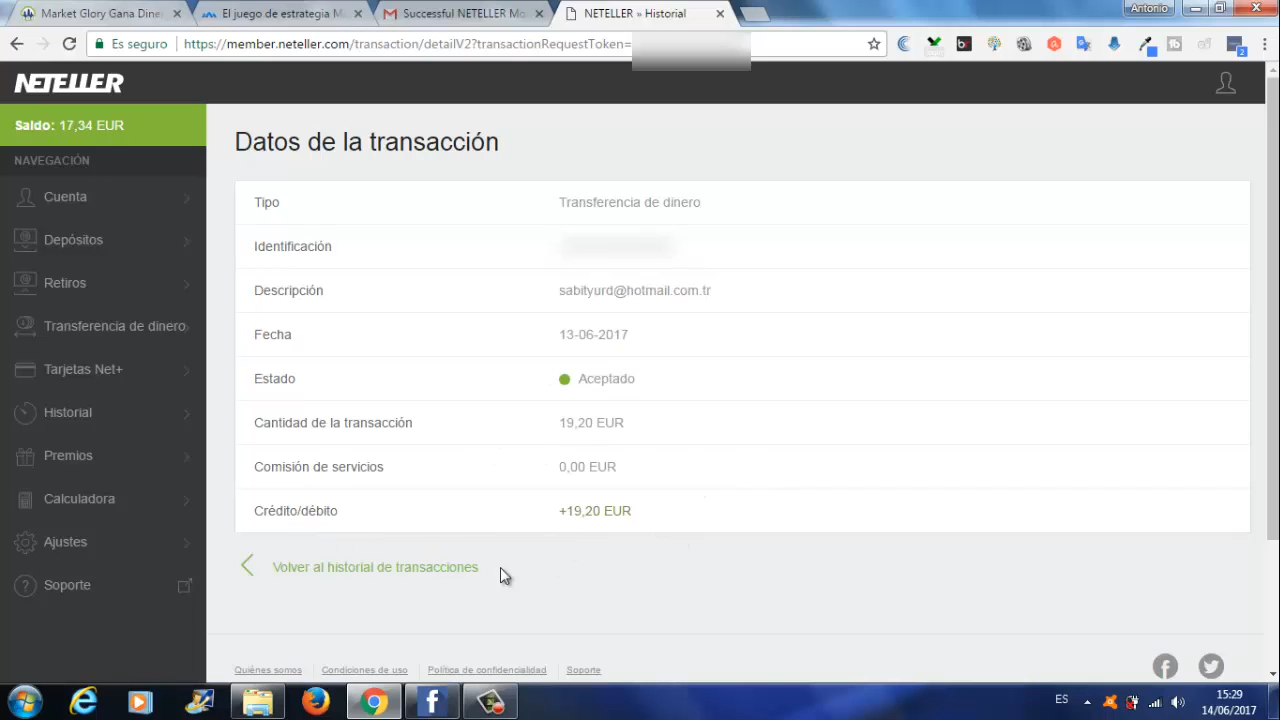 Market Glory Gana Diner
El juego de estrategia Ma
Successful NETELLER Mo
NETELLER » Historial
Antonio
Es seguro
https://member.neteller.com/transaction/detailV2?transactionRequestToken=
NETELLER
Saldo: 17,34 EUR
NAVEGACIÓN
Cuenta
Depósitos
Retiros
Transferencia de dinero
Tarjetas Net+
Historial
Premios
Calculadora
Ajustes
Soporte
Datos de la transacción
Tipo Transferencia de dinero
Identificación
Descripción sabityurd@hotmail.com.tr
Fecha 13-06-2017
Estado Aceptado
Cantidad de la transacción 19,20 EUR
Comisión de servicios 0,00 EUR
Crédito/débito +19,20 EUR
Volver al historial de transacciones
Quiénes somos Condiciones de uso Política de confidencialidad Soporte
ES
15:29
14/06/2017